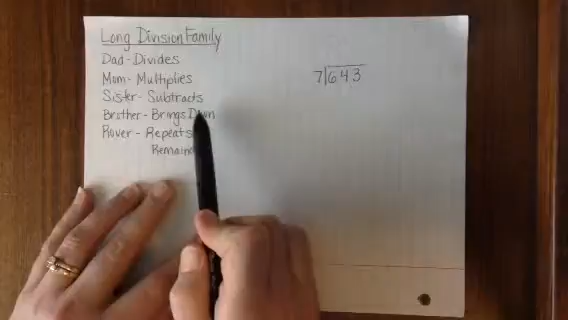 Long Division Family
Dad - Divides
Mom - Multiplies
Sister - Subtracts
Brother - Brings Down
Rover - Repeats
7 643